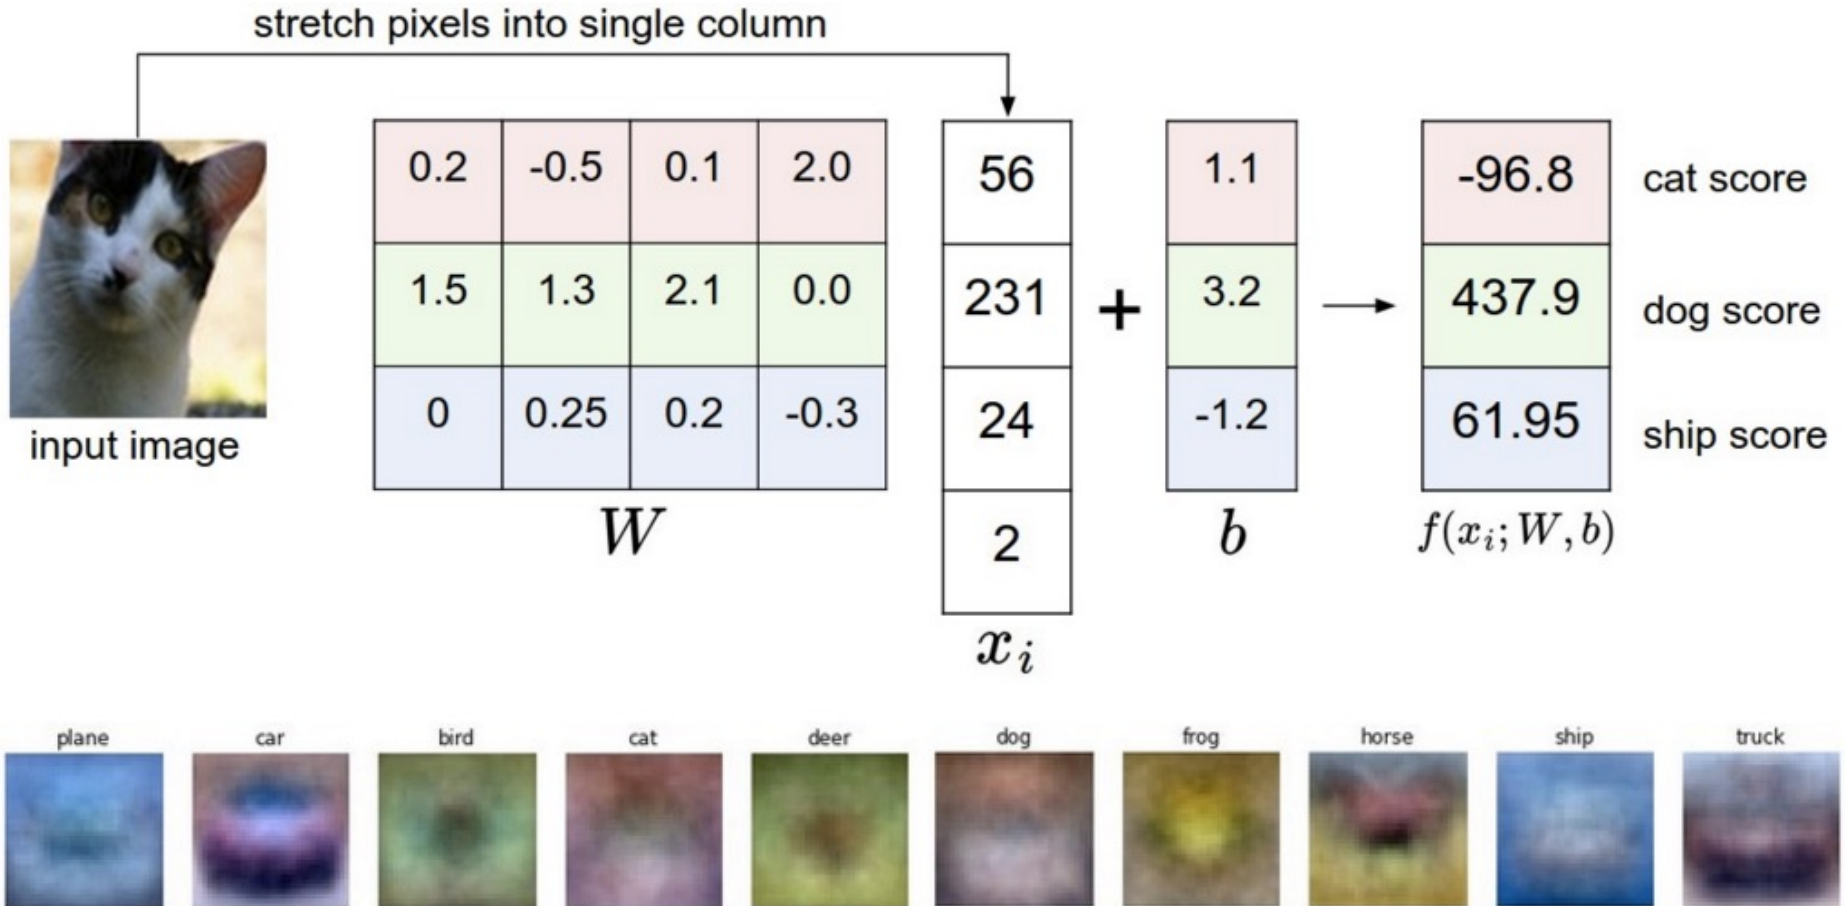 stretch pixels into single column
0.2 -0.5 0.1 2.0 56 1.1 -96.8 cat score
1.5 1.3 2.1 0.0 231 + 3.2 → 437.9 dog score
0 0.25 0.2 -0.3 24 -1.2 61.95 ship score
input image
2
W b f(x_i; W, b)
x_i
plane car bird cat deer dog frog horse ship truck